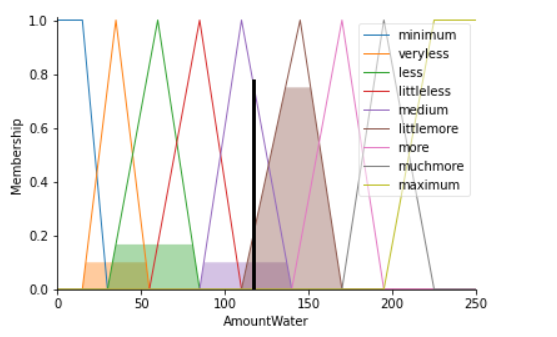 1.0
0.8
0.6
0.4
0.2
0.0
Membership
minimum
veryless
less
littleless
medium
littlemore
more
muchmore
maximum
0 50 100 150 200 250
AmountWater